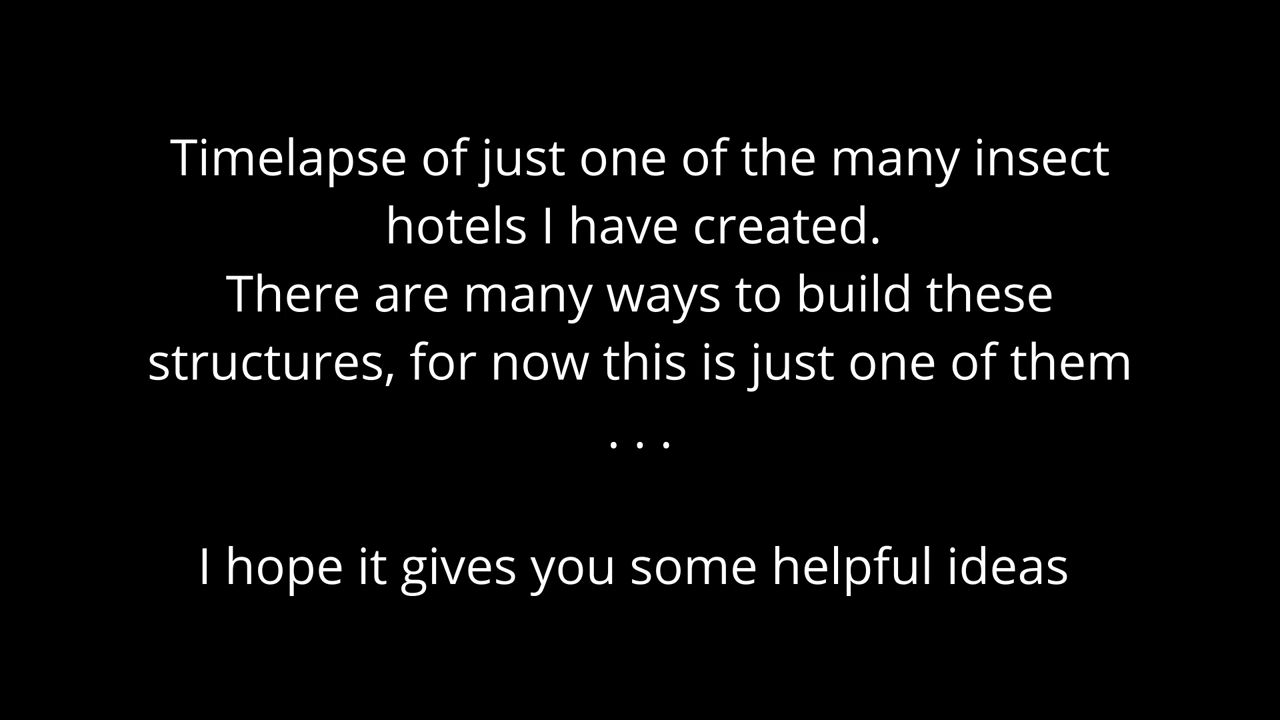 Timelapse of just one of the many insect
hotels I have created.
There are many ways to build these
structures, for now this is just one of them
. . .
I hope it gives you some helpful ideas